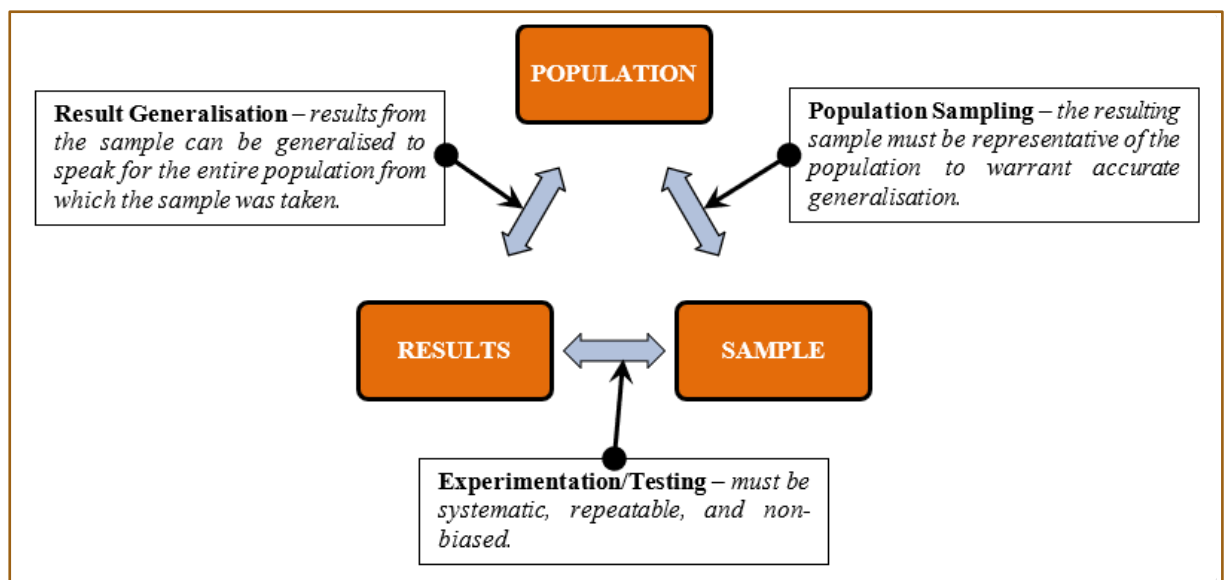 POPULATION
Result Generalisation – results from
the sample can be generalised to
speak for the entire population from
which the sample was taken.
Population Sampling – the resulting
sample must be representative of the
population to warrant accurate
generalisation.
RESULTS
SAMPLE
Experimentation/Testing – must be
systematic, repeatable, and non-
biased.